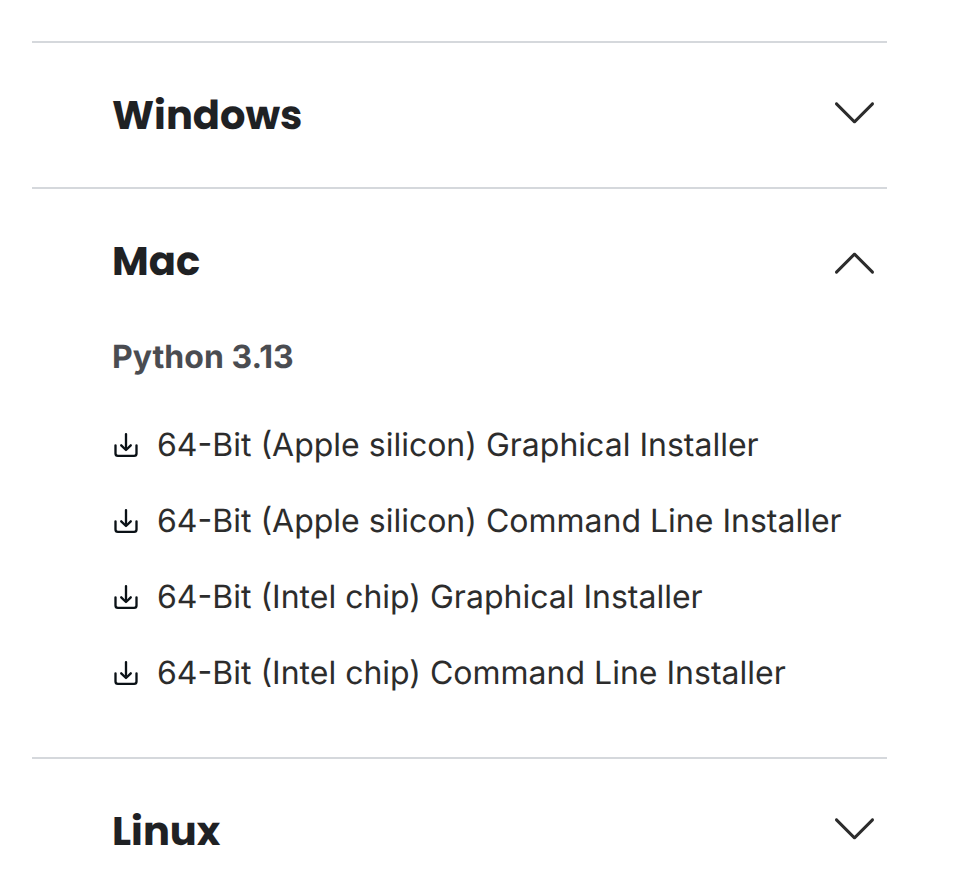 Windows
Mac
Python 3.13
64-Bit (Apple silicon) Graphical Installer
64-Bit (Apple silicon) Command Line Installer
64-Bit (Intel chip) Graphical Installer
64-Bit (Intel chip) Command Line Installer
Linux